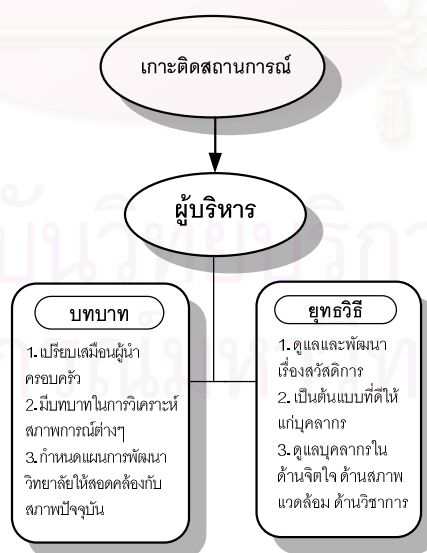 เกาะติดสถานการณ์
ผู้บริหาร
บทบาท
1. เปรียบเสมือนผู้นำ
ครอบครัว
2. มีบทบาทในการวิเคราะห์
สภาพการณ์ต่างๆ
3. กำหนดแผนการพัฒนา
วิทยาลัยให้สอดคล้องกับ
สภาพปัจจุบัน
ยุทธวิธี
1. ดูแลและพัฒนา
เรื่องสวัสดิการ
2. เป็นต้นแบบที่ดีให้
แก่บุคลากร
3. ดูแลบุคลากรใน
ด้านจิตใจ ด้านสภาพ
แวดล้อม ด้านวิชาการ